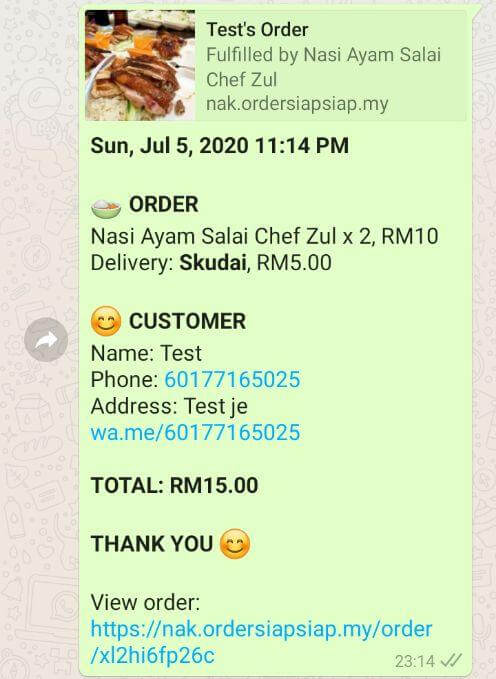 Test's Order
Fulfilled by Nasi Ayam Salai
Chef Zul
nak.ordersiapsiap.my
Sun, Jul 5, 2020 11:14 PM
ORDER
Nasi Ayam Salai Chef Zul x 2, RM10
Delivery: Skudai, RM5.00
CUSTOMER
Name: Test
Phone: 60177165025
Address: Test je
wa.me/60177165025
TOTAL: RM15.00
THANK YOU
View order:
https://nak.ordersiapsiap.my/order
/xl2hi6fp26c
23:14